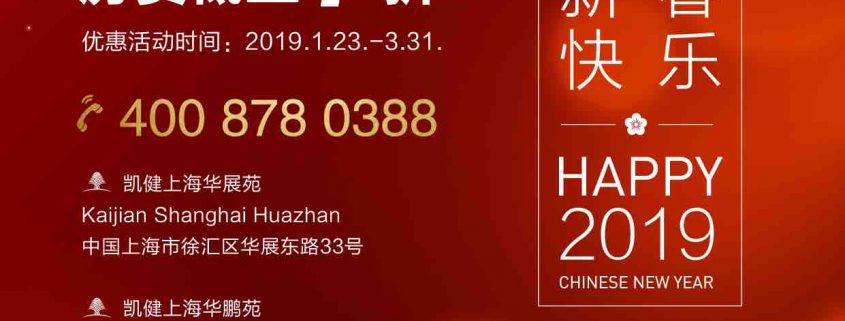 优惠活动时间：2019.1.23.-3.31.
400 878 0388
凯健上海华展苑
Kaijian Shanghai Huazhan
中国上海市徐汇区华展东路33号
凯健上海华鹏苑
新春
快乐
HAPPY
2019
CHINESE NEW YEAR